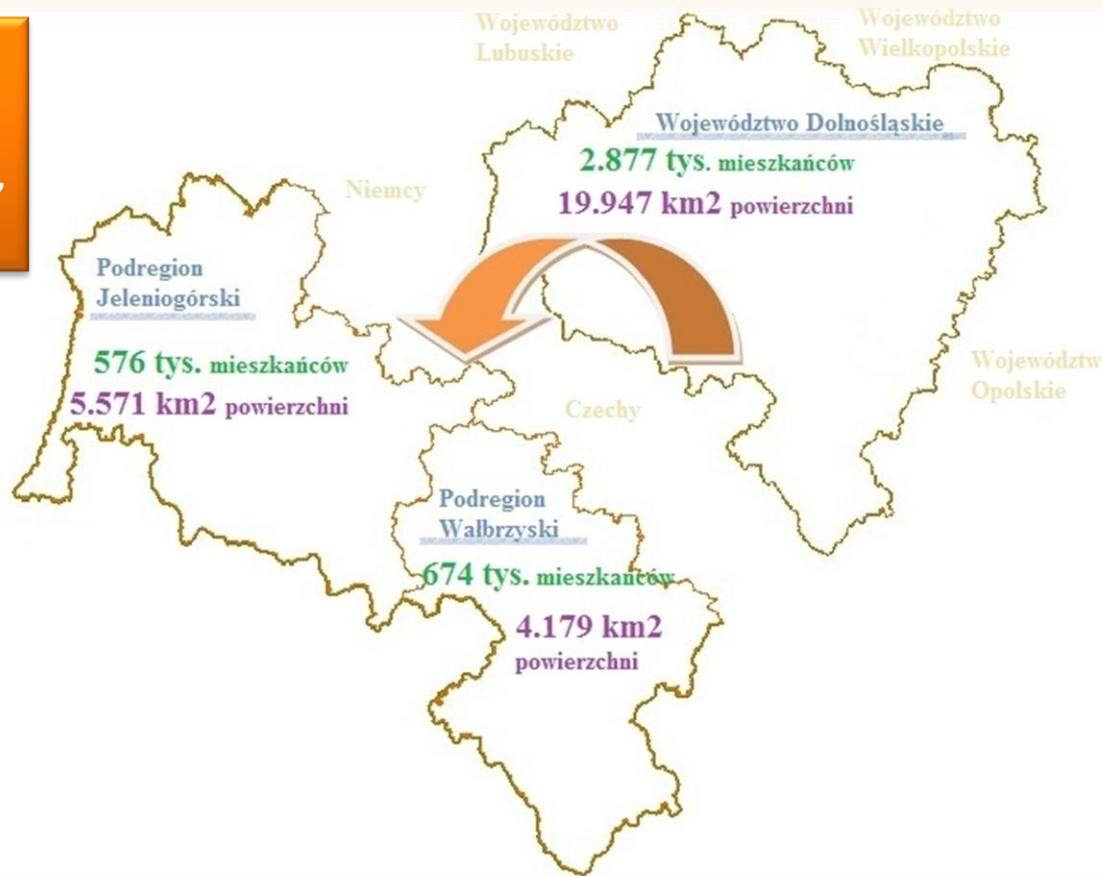 Województwo
Lubuskie
Województwo
Wielkopolskie
Województwo Dolnośląskie
2.877 tys. mieszkańców
19.947 km2 powierzchni
Niemcy
Podregion
Jeleniogórski
576 tys. mieszkańców
5.571 km2 powierzchni
Województw
Opolskie
Czechy
Podregion
Wałbrzyski
674 tys. mieszkańców
4.179 km2
powierzchni